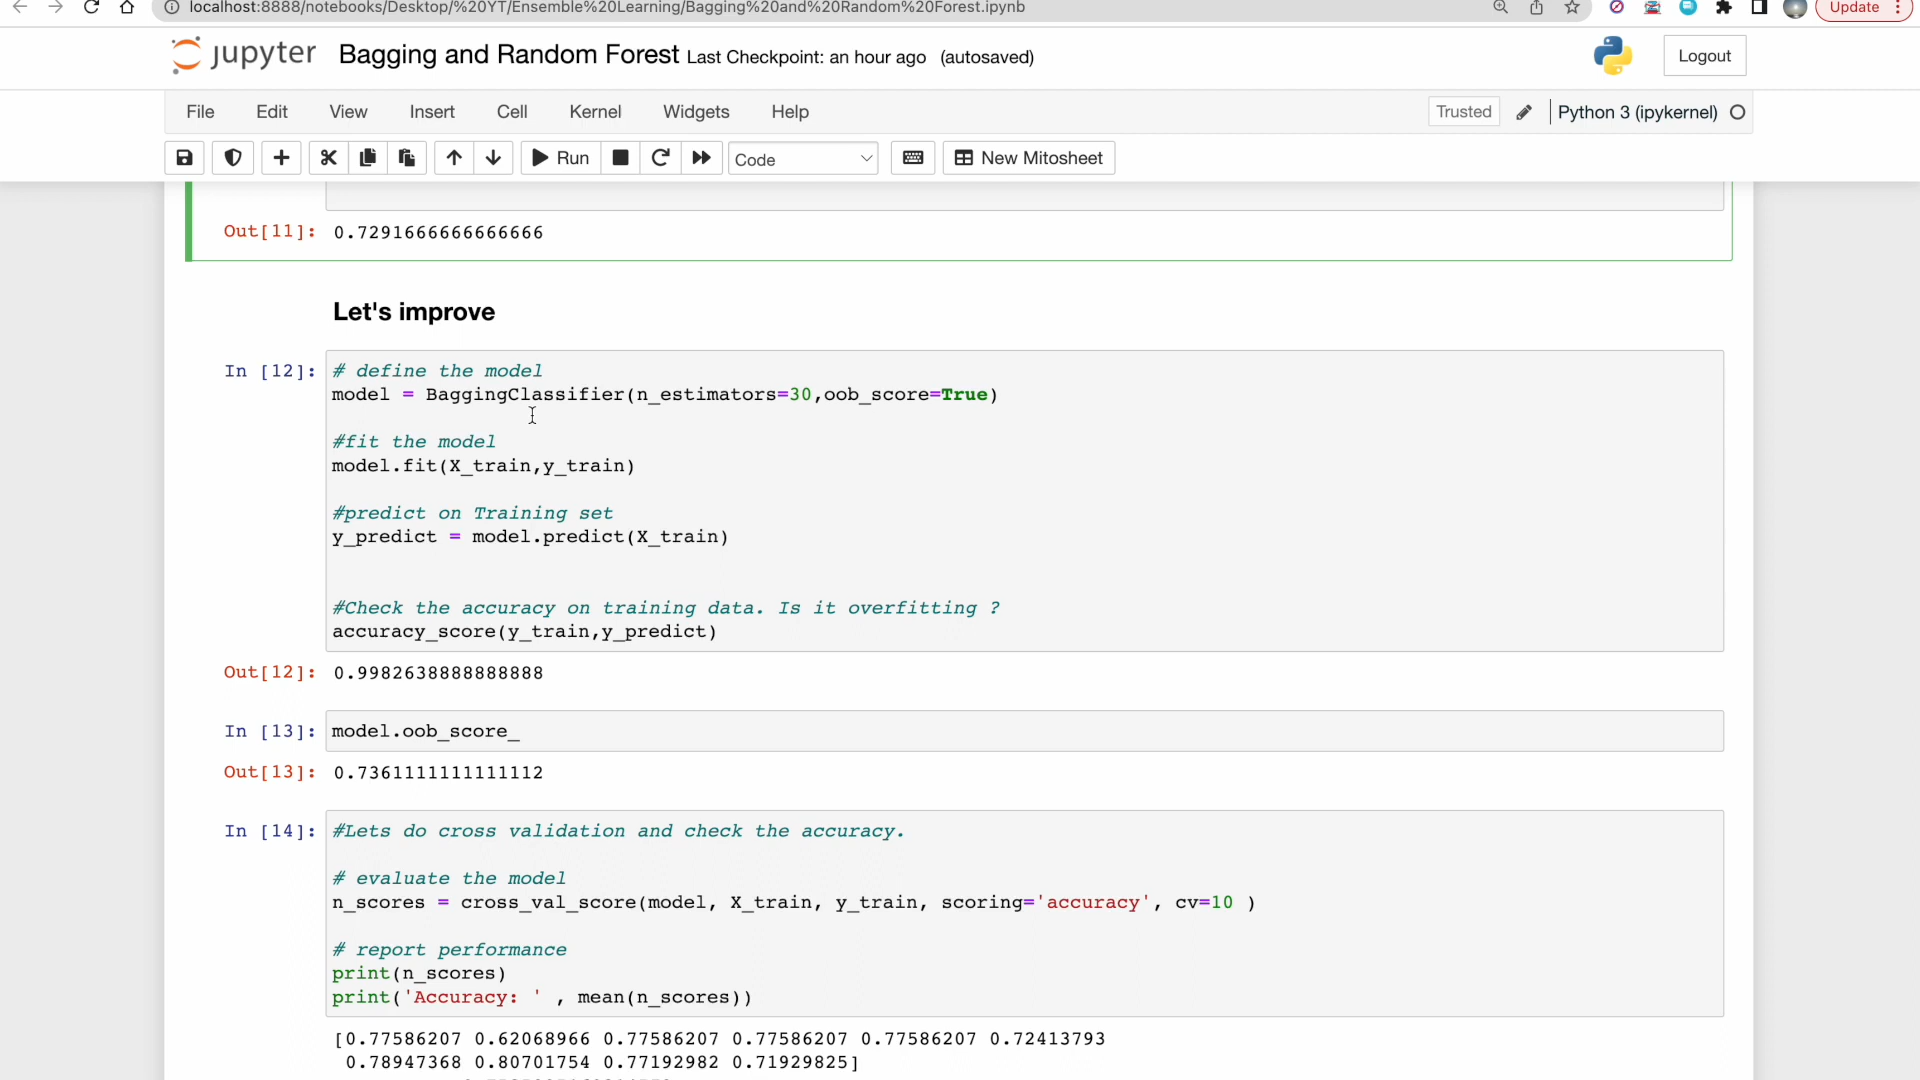 localhost:8888/notebooks/Desktop/%20YT/Ensemble%20Learning/Bagging%20and%20Random%20Forest.ipynb
Update
jupyter Bagging and Random Forest Last Checkpoint: an hour ago (autosaved)
Logout
File Edit View Insert Cell Kernel Widgets Help
Trusted Python 3 (ipykernel)
Run Code New Mitosheet
Out[11]: 0.7291666666666666
Let's improve
In [12]: # define the model
model = BaggingClassifier(n_estimators=30,oob_score=True)
#fit the model
model.fit(X_train,y_train)
#predict on Training set
y_predict = model.predict(X_train)
#Check the accuracy on training data. Is it overfitting ?
accuracy_score(y_train,y_predict)
Out[12]: 0.9982638888888888
In [13]: model.oob_score_
Out[13]: 0.7361111111111112
In [14]: #Lets do cross validation and check the accuracy.
# evaluate the model
n_scores = cross_val_score(model, X_train, y_train, scoring='accuracy', cv=10 )
# report performance
print(n_scores)
print('Accuracy: ' , mean(n_scores))
[0.77586207 0.62068966 0.77586207 0.77586207 0.77586207 0.72413793
0.78947368 0.80701754 0.77192982 0.71929825]